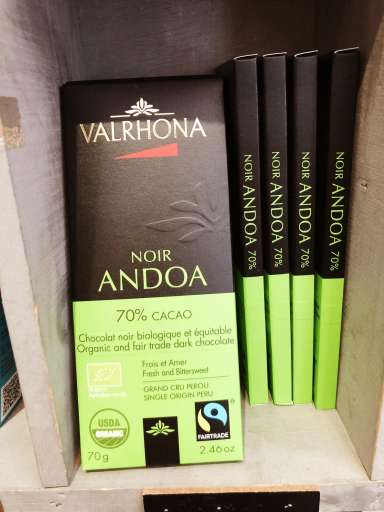 VALRHONA
NOIR
ANDOA
70% CACAO
Chocolat noir biologique et équitable
Organic and fair trade dark chocolate
Frais et Amer
Fresh and Bittersweet
GRAND CRU PEROU
SINGLE ORIGIN PERU
USDA
ORGANIC
FAIRTRADE
70g
2.46 oz
NOIR ANDOA 70%
NOIR ANDOA 70%
NOIR ANDOA 70%
NOIR ANDOA 70%